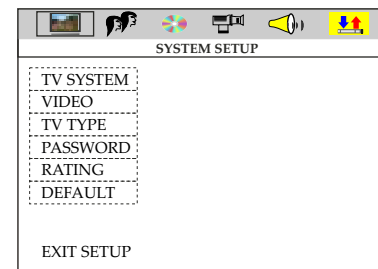 SYSTEM SETUP
TV SYSTEM
VIDEO
TV TYPE
PASSWORD
RATING
DEFAULT
EXIT SETUP